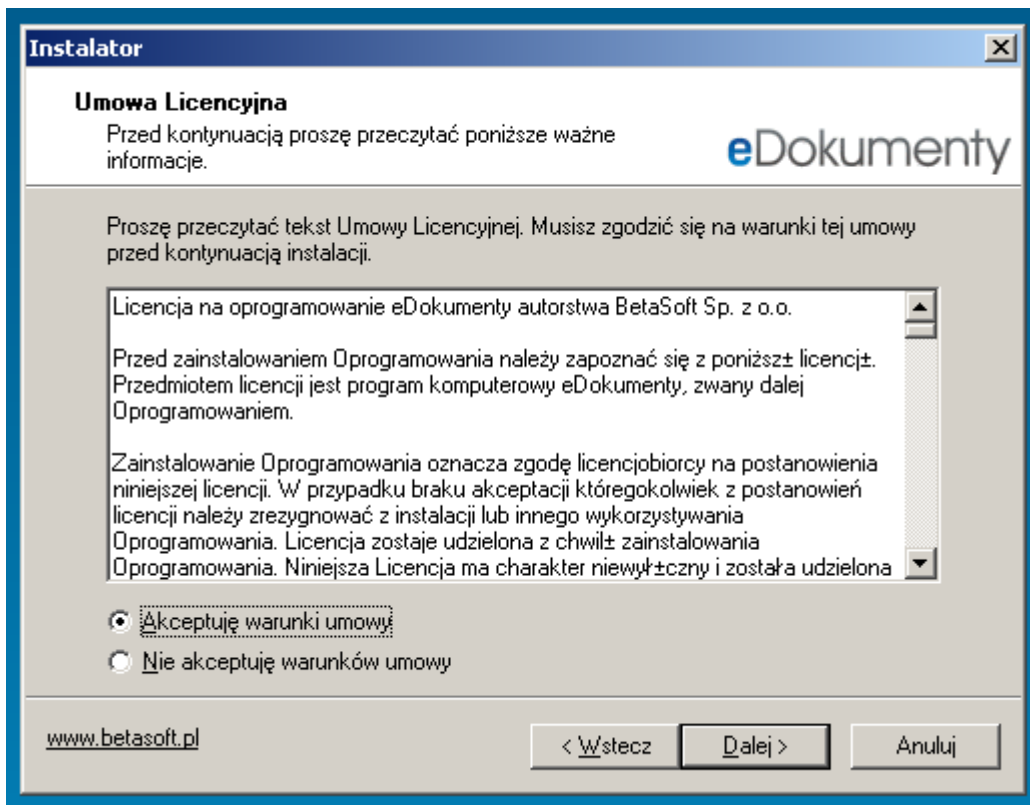 Instalator
Umowa Licencyjna
Przed kontynuacją proszę przeczytać poniższe ważne
informacje.
eDokumenty
Proszę przeczytać tekst Umowy Licencyjnej. Musisz zgodzić się na warunki tej umowy
przed kontynuacją instalacji.
Licencja na oprogramowanie eDokumenty autorstwa BetaSoft Sp. z o.o.
Przed zainstalowaniem Oprogramowania należy zapoznać się z poniższ± licencj±.
Przedmiotem licencji jest program komputerowy eDokumenty, zwany dalej
Oprogramowaniem.
Zainstalowanie Oprogramowania oznacza zgodę licencjobiorcy na postanowienia
niniejszej licencji. W przypadku braku akceptacji któregokolwiek z postanowień
licencji należy zrezygnować z instalacji lub innego wykorzystywania
Oprogramowania. Licencja zostaje udzielona z chwil± zainstalowania
Oprogramowania. Niniejsza Licencja ma charakter niewył±czny i została udzielona
Akceptuję warunki umowy
Nie akceptuję warunków umowy
www.betasoft.pl
< Wstecz
Dalej >
Anuluj